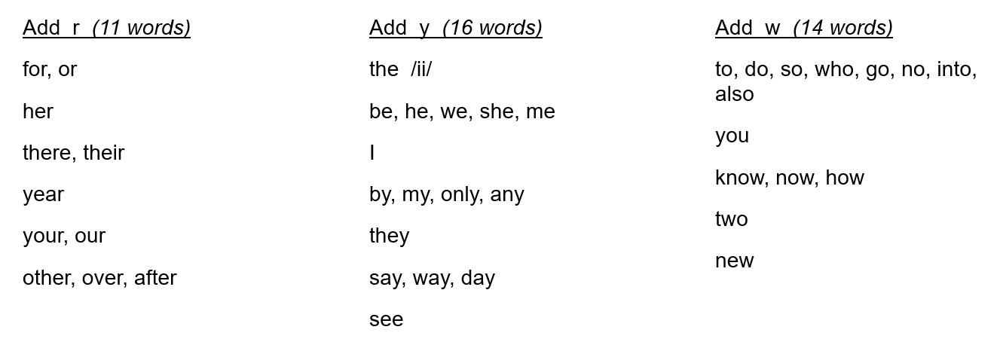 Add r (11 words)
for, or
her
there, their
year
your, our
other, over, after
Add y (16 words)
the /ii/
be, he, we, she, me
I
by, my, only, any
they
say, way, day
see
Add w (14 words)
to, do, so, who, go, no, into,
also
you
know, now, how
two
new